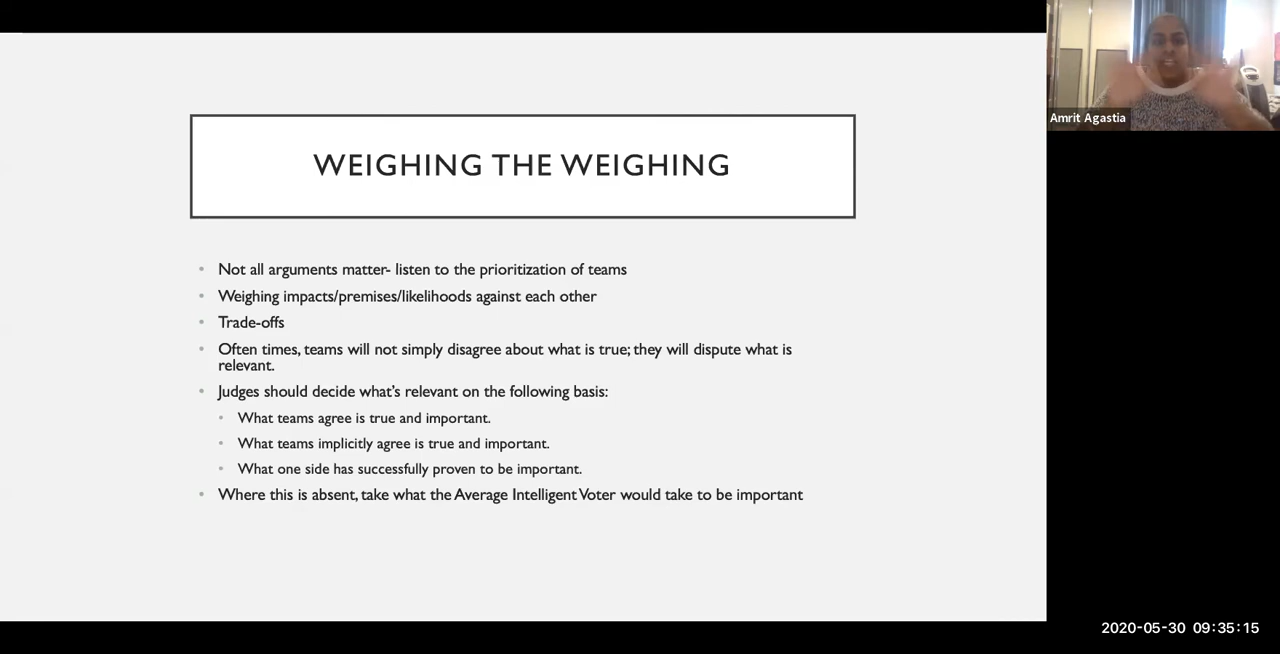 WEIGHING THE WEIGHING
Not all arguments matter- listen to the prioritization of teams
Weighing impacts/premises/likelihoods against each other
Trade-offs
Often times, teams will not simply disagree about what is true; they will dispute what is
relevant.
Judges should decide what's relevant on the following basis:
What teams agree is true and important.
What teams implicitly agree is true and important.
What one side has successfully proven to be important.
Where this is absent, take what the Average Intelligent Voter would take to be important
Amrit Agastia
2020-05-30 09:35:15